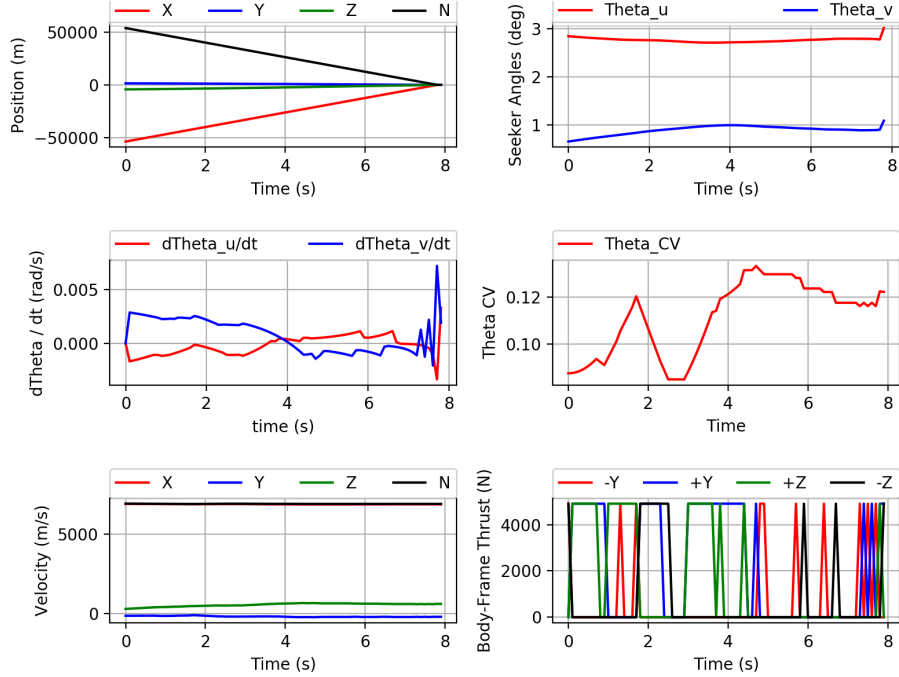 X Y Z N
Position (m)
50000
0
−50000
0 2 4 6 8
Time (s)
Theta_u Theta_v
Seeker Angles (deg)
3
2
1
0 2 4 6 8
Time (s)
dTheta_u/dt dTheta_v/dt
dTheta / dt (rad/s)
0.005
0.000
0 2 4 6 8
time (s)
Theta_CV
Theta CV
0.12
0.10
0 2 4 6 8
Time
X Y Z N
Velocity (m/s)
5000
0
0 2 4 6 8
Time (s)
-Y +Y +Z -Z
Body-Frame Thrust (N)
4000
2000
0
0 2 4 6 8
Time (s)